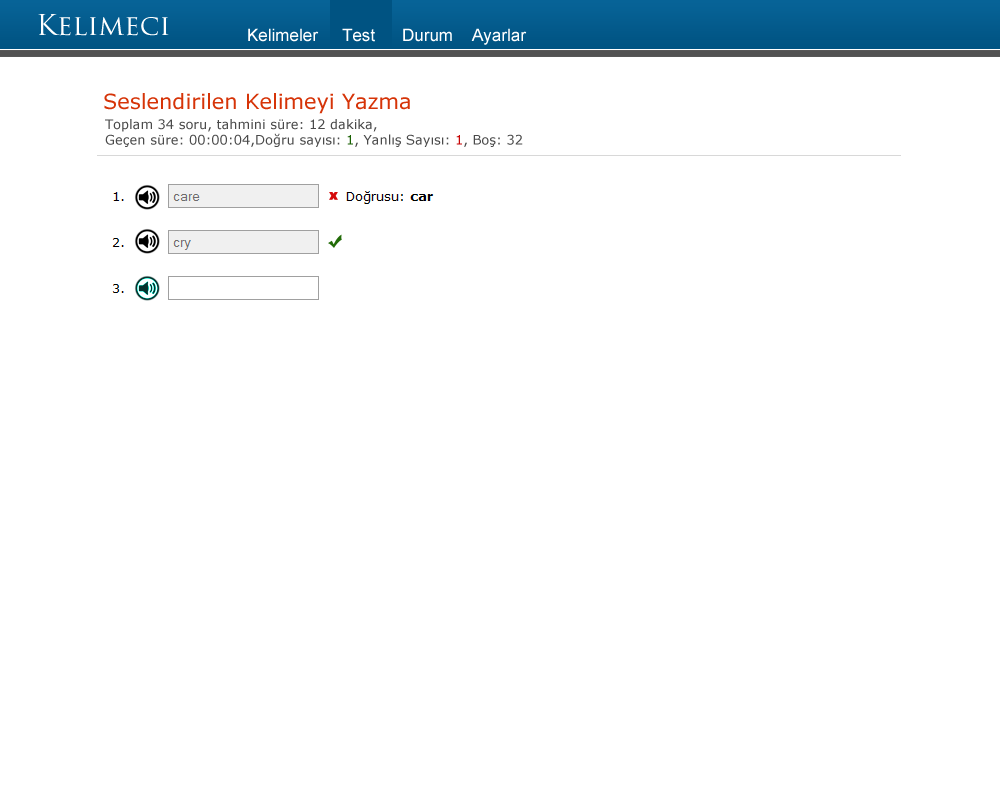 KELIMECI
Kelimeler Test Durum Ayarlar
Seslendirilen Kelimeyi Yazma
Toplam 34 soru, tahmini süre: 12 dakika,
Geçen süre: 00:00:04,Doğru sayısı: 1, Yanlış Sayısı: 1, Boş: 32
1. care Doğrusu: car
2. cry
3.